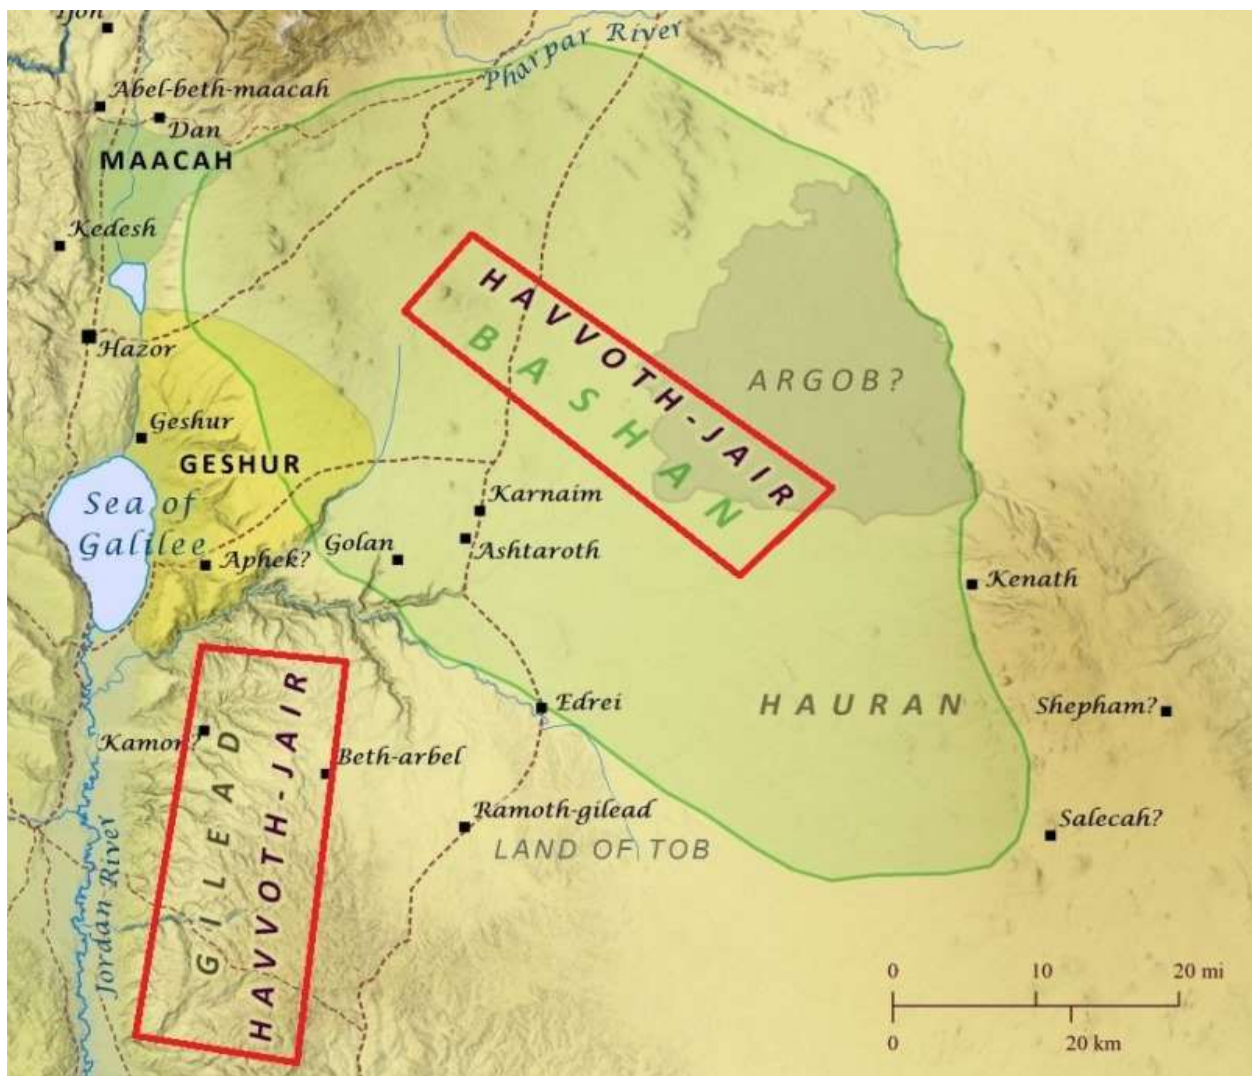 Ijon
Pharpar River
Abel-beth-maacah
Dan
MAACAH
Kedesh
HAVVOTH-JAIR
BASHAN
Hazor
ARGOB?
Geshur
GESHUR
Sea of
Galilee
Karnaim
Golan
Ashtaroth
Aphek?
Kenath
Edrei
HAURAN
Shepham?
Kamon?
GILEAD
HAVVOTH-JAIR
Beth-arbel
Ramoth-gilead
LAND OF TOB
Salecah?
Jordan River
0 10 20 mi
0 20 km